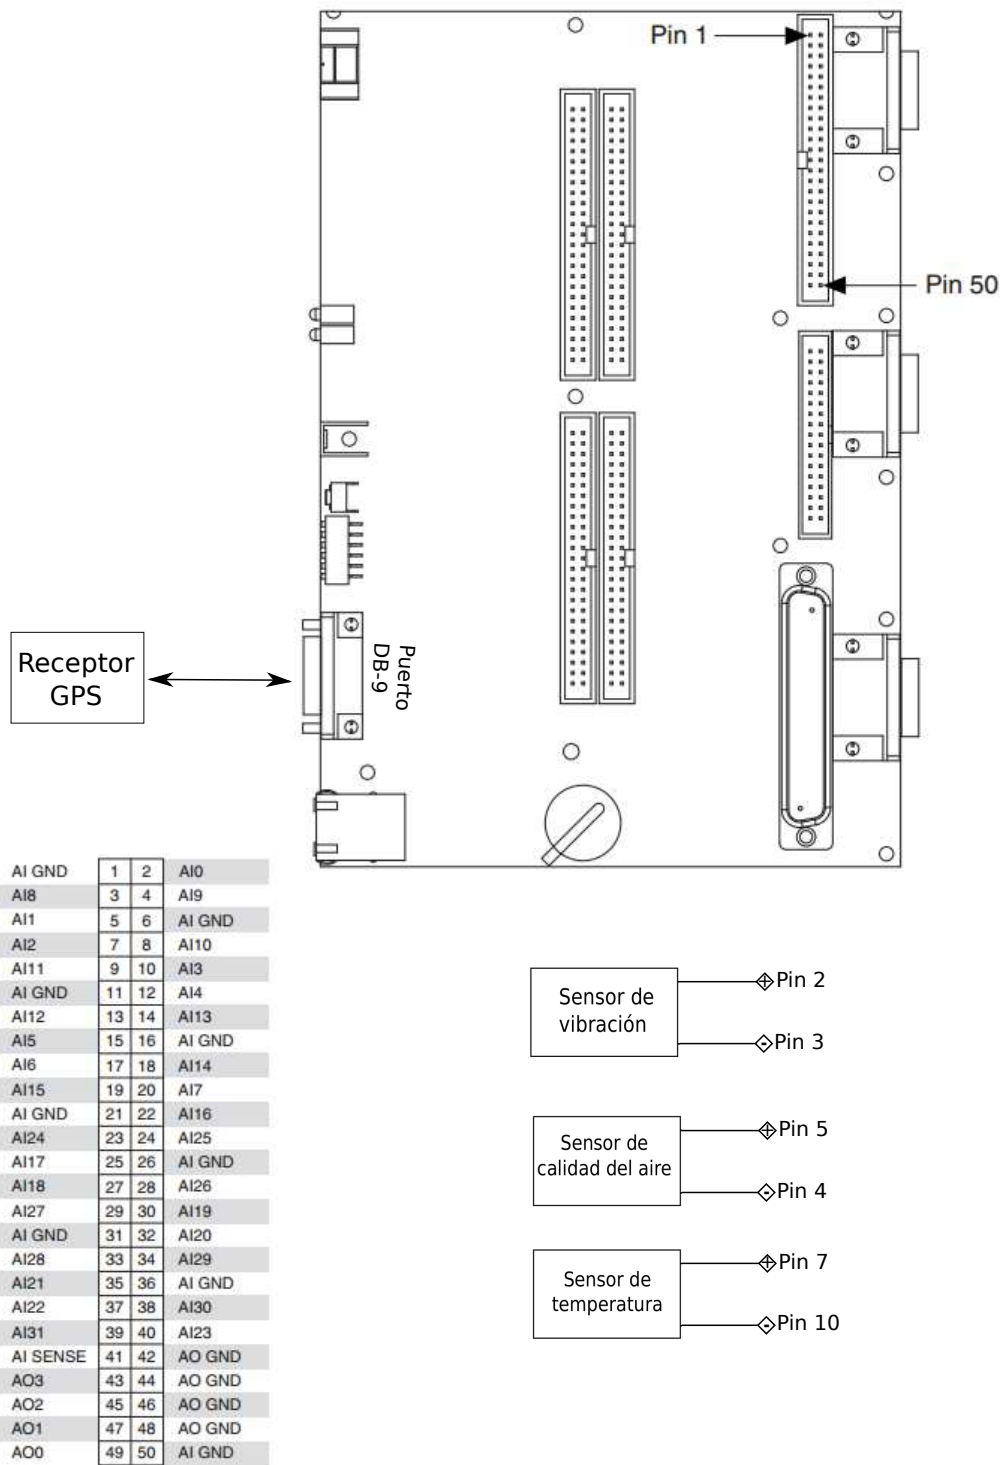 Pin 1
Pin 50
Receptor
GPS
Puerto
DB-9
AI GND 1 2 AI0
AI8 3 4 AI9
AI1 5 6 AI GND
AI2 7 8 AI10
AI11 9 10 AI3
AI GND 11 12 AI4
AI12 13 14 AI13
AI5 15 16 AI GND
AI6 17 18 AI14
AI15 19 20 AI7
AI GND 21 22 AI16
AI24 23 24 AI25
AI17 25 26 AI GND
AI18 27 28 AI26
AI27 29 30 AI19
AI GND 31 32 AI20
AI28 33 34 AI29
AI21 35 36 AI GND
AI22 37 38 AI30
AI31 39 40 AI23
AI SENSE 41 42 AO GND
AO3 43 44 AO GND
AO2 45 46 AO GND
AO1 47 48 AO GND
AO0 49 50 AI GND
Sensor de
vibración
+ Pin 2
- Pin 3
Sensor de
calidad del aire
+ Pin 5
- Pin 4
Sensor de
temperatura
+ Pin 7
- Pin 10